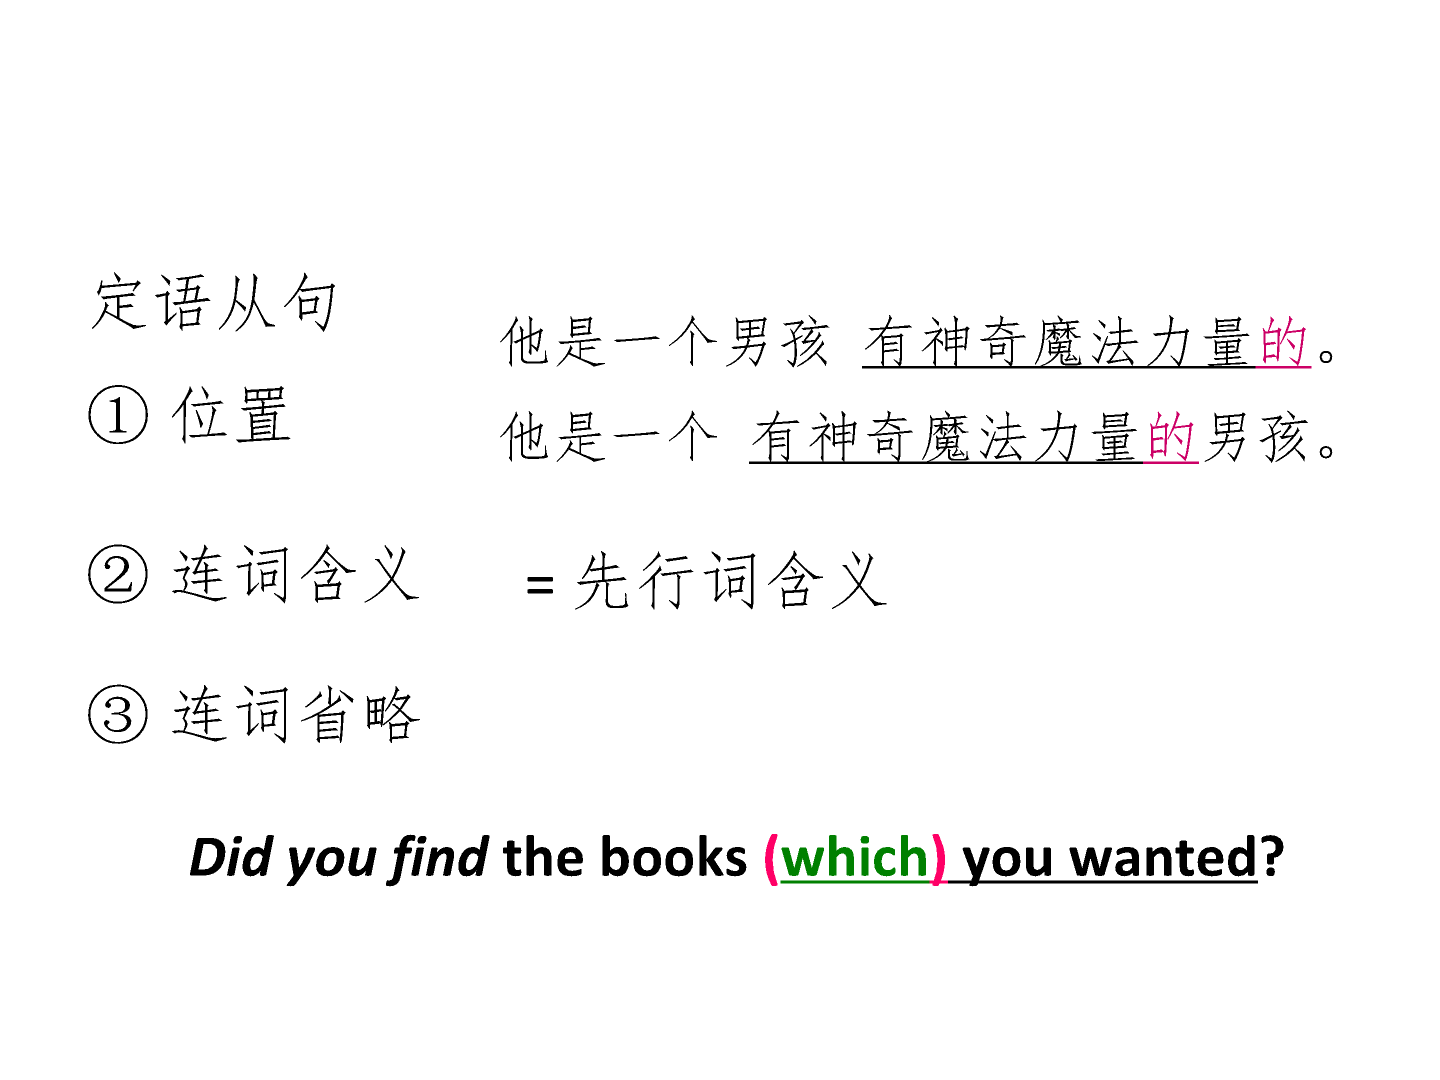 定语从句
他是一个男孩 有神奇魔法力量的。
① 位置
他是一个 有神奇魔法力量的男孩。
② 连词含义 = 先行词含义
③ 连词省略
Did you find the books (which) you wanted?